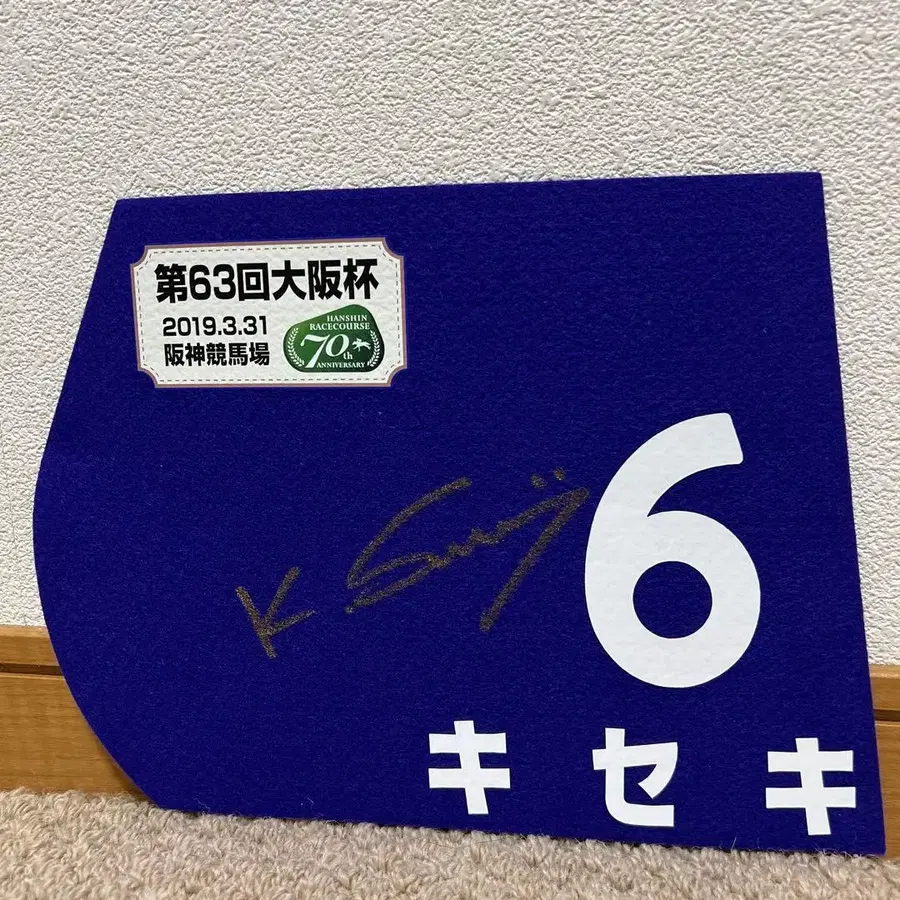 第63回大阪杯
2019.3.31
阪神競馬場
HANSHIN
RACECOURSE
70th
ANNIVERSARY
6
キセキ